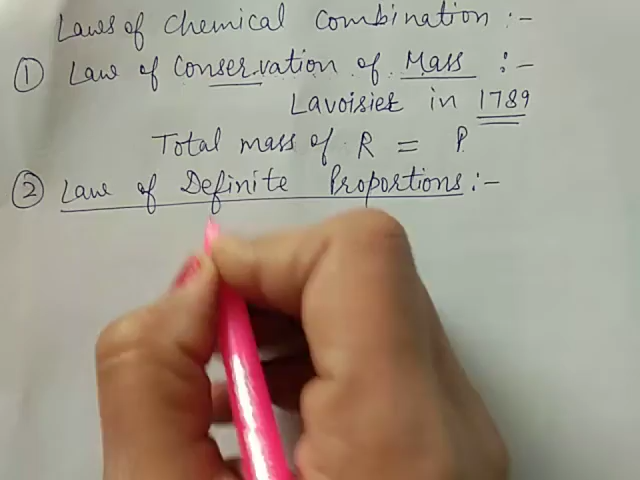 Laws of Chemical Combination :-
① Law of Conservation of Mass :-
Lavoisier in 1789
Total mass of R = P
② Law of Definite Proportions :-